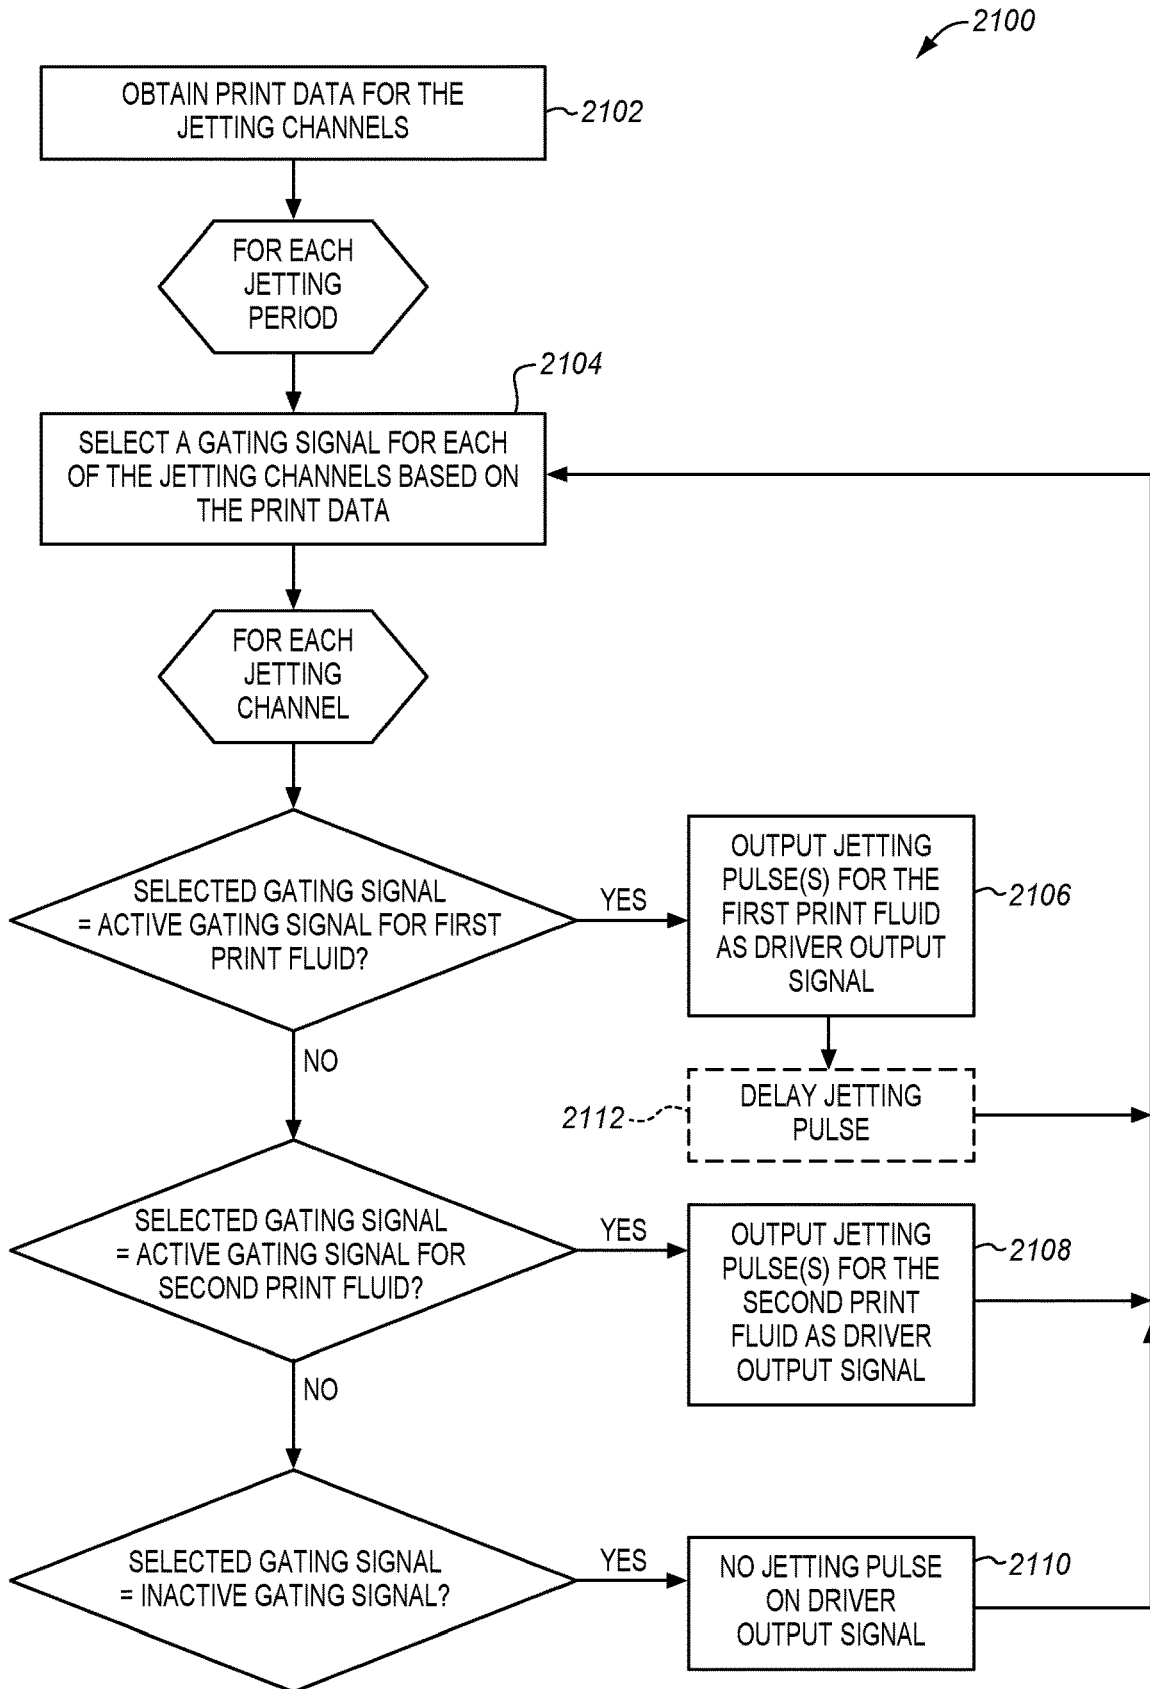 2100
OBTAIN PRINT DATA FOR THE
JETTING CHANNELS
2102
FOR EACH
JETTING
PERIOD
2104
SELECT A GATING SIGNAL FOR EACH
OF THE JETTING CHANNELS BASED ON
THE PRINT DATA
FOR EACH
JETTING
CHANNEL
SELECTED GATING SIGNAL
= ACTIVE GATING SIGNAL FOR FIRST
PRINT FLUID?
YES
OUTPUT JETTING
PULSE(S) FOR THE
FIRST PRINT FLUID
AS DRIVER OUTPUT
SIGNAL
2106
NO
2112
DELAY JETTING
PULSE
SELECTED GATING SIGNAL
= ACTIVE GATING SIGNAL FOR
SECOND PRINT FLUID?
YES
OUTPUT JETTING
PULSE(S) FOR THE
SECOND PRINT
FLUID AS DRIVER
OUTPUT SIGNAL
2108
NO
SELECTED GATING SIGNAL
= INACTIVE GATING SIGNAL?
YES
NO JETTING PULSE
ON DRIVER
OUTPUT SIGNAL
2110